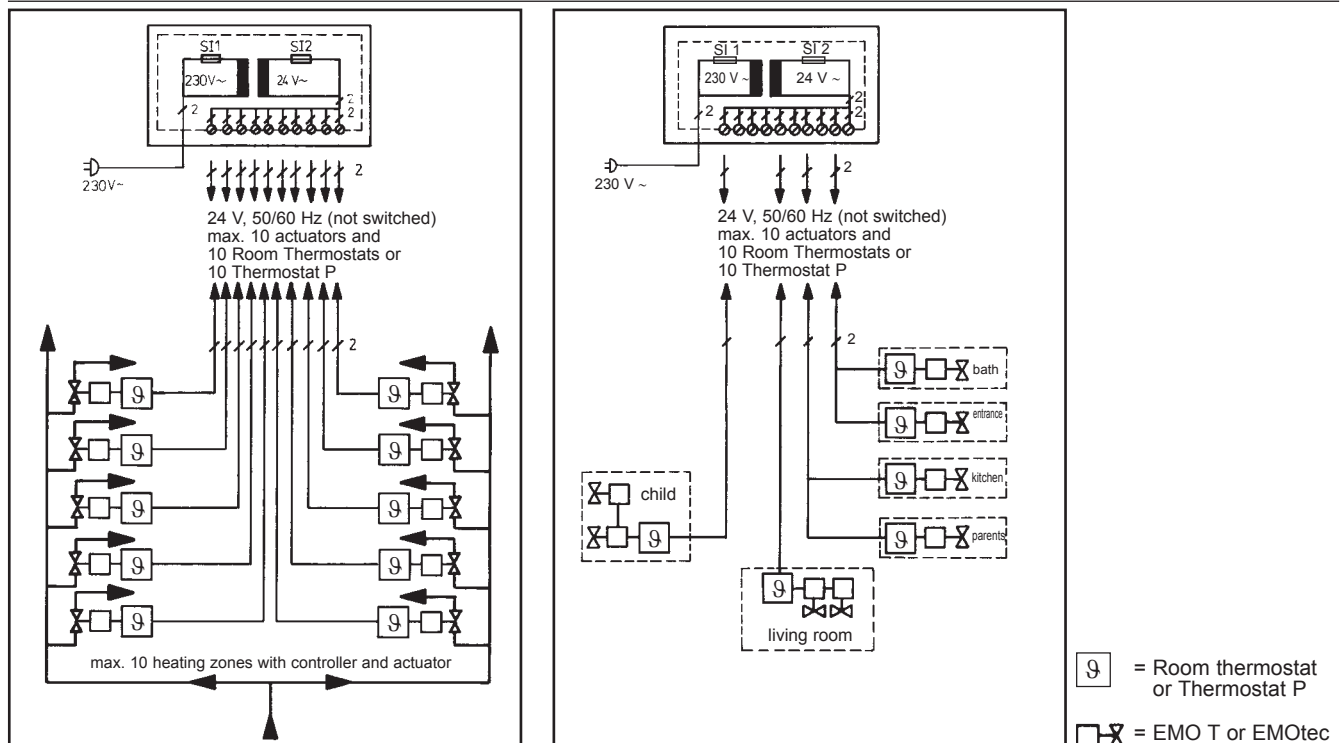 SI1 SI2
230V~ 24V~
2
2
2
230V~
2
24 V, 50/60 Hz (not switched)
max. 10 actuators and
10 Room Thermostats or
10 Thermostat P
2
ϑ ϑ
ϑ ϑ
ϑ ϑ
ϑ ϑ
ϑ ϑ
max. 10 heating zones with controller and actuator
SI 1 SI 2
230 V ~ 24 V ~
2
2
2
230 V ~
2
24 V, 50/60 Hz (not switched)
max. 10 actuators and
10 Room Thermostats or
10 Thermostat P
2
ϑ bath
ϑ entrance
ϑ kitchen
ϑ parents
child
ϑ
ϑ
living room
ϑ = Room thermostat
or Thermostat P
= EMO T or EMOtec